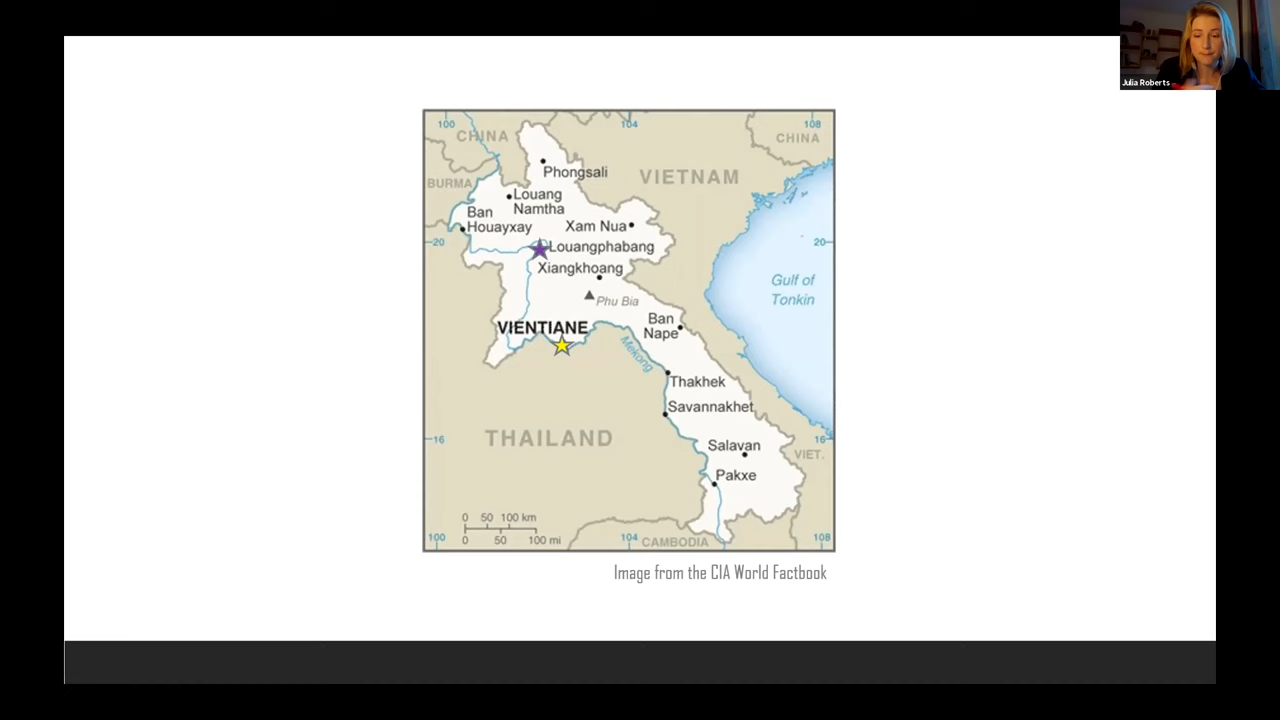 Julia Roberts
100
104
108
CHINA
CHINA
Phongsali
VIETNAM
BURMA
Louang
Namtha
Ban
Houayxay
Xam Nua
20
20
Louangphabang
Xiangkhoang
Gulf of
Tonkin
Phu Bia
VIENTIANE
Ban
Nape
Mekong
Thakhek
Savannakhet
16
THAILAND
16
Salavan
VIET.
Pakxe
0 50 100 km
0 50 100 mi
100
104
CAMBODIA
108
Image from the CIA World Factbook